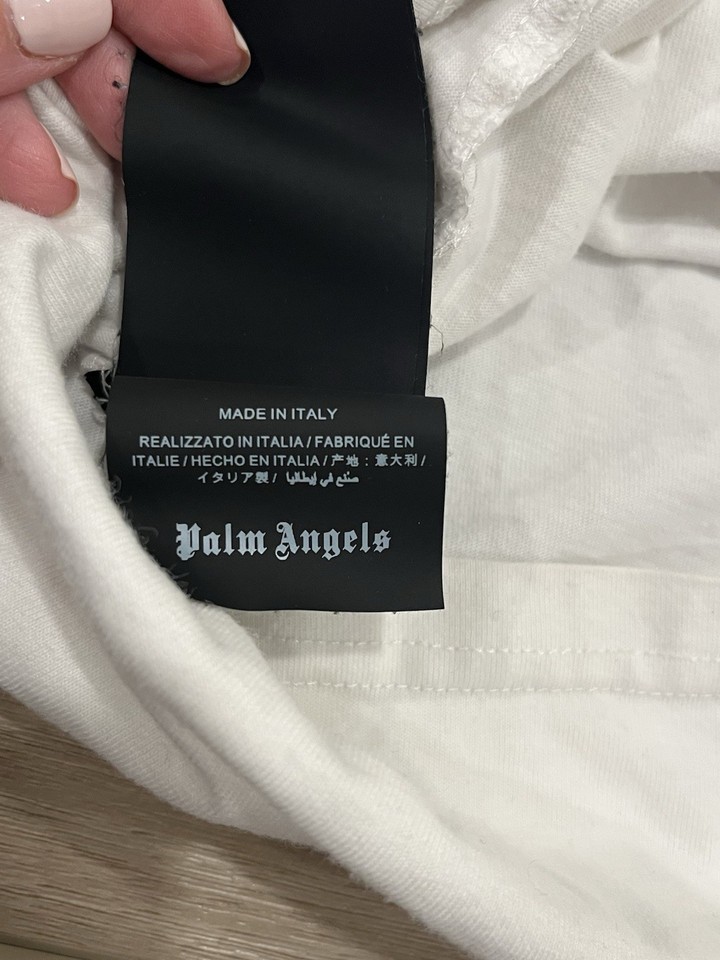 MADE IN ITALY
REALIZZATO IN ITALIA / FABRIQUÉ EN
ITALIE / HECHO EN ITALIA / 产地：意大利 /
イタリア製 / صنع في إيطاليا
Palm Angels